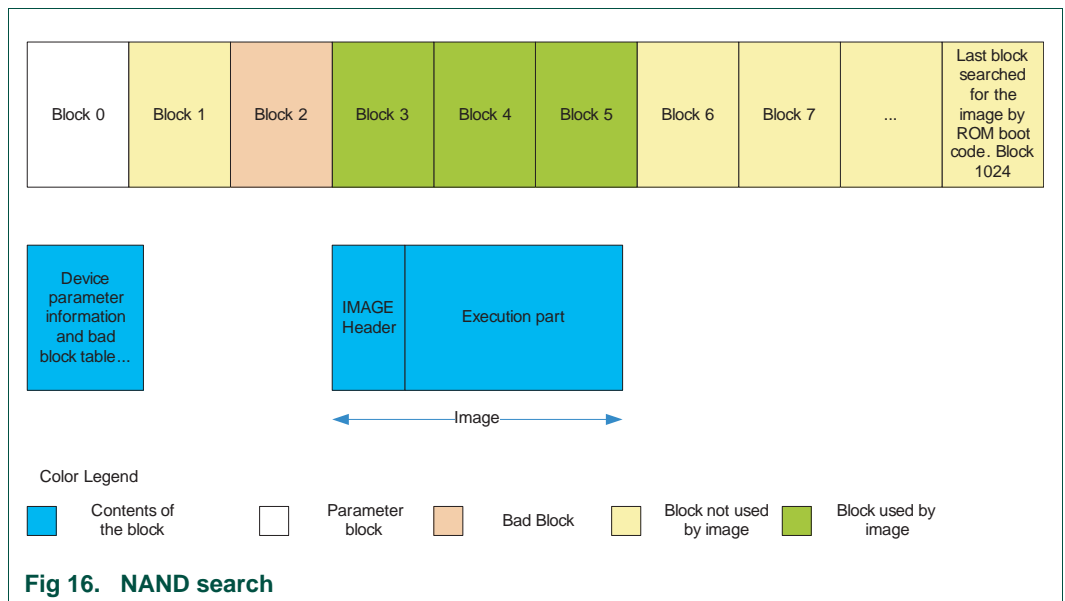 Block 0
Block 1
Block 2
Block 3
Block 4
Block 5
Block 6
Block 7
...
Last block
searched
for the
image by
ROM boot
code. Block
1024
Device
parameter
information
and bad
block table...
IMAGE
Header
Execution part
Image
Color Legend
Contents of
the block
Parameter
block
Bad Block
Block not used
by image
Block used by
image
Fig 16. NAND search